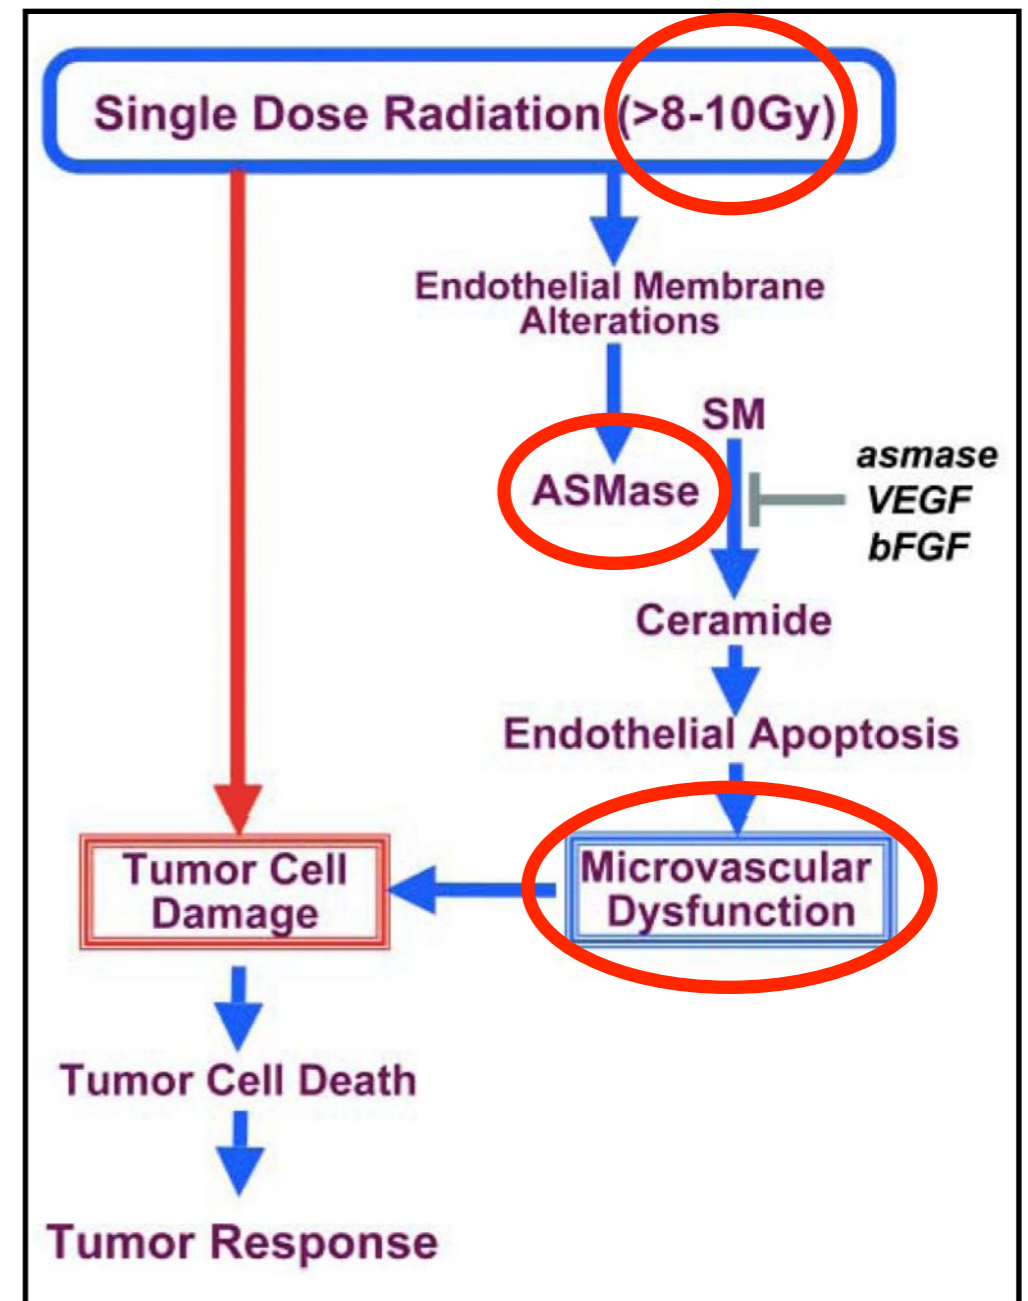 Single Dose Radiation (>8-10Gy)
Endothelial Membrane
Alterations
SM
asmase
ASMase
VEGF
bFGF
Ceramide
Endothelial Apoptosis
Tumor Cell
Damage
Microvascular
Dysfunction
Tumor Cell Death
Tumor Response